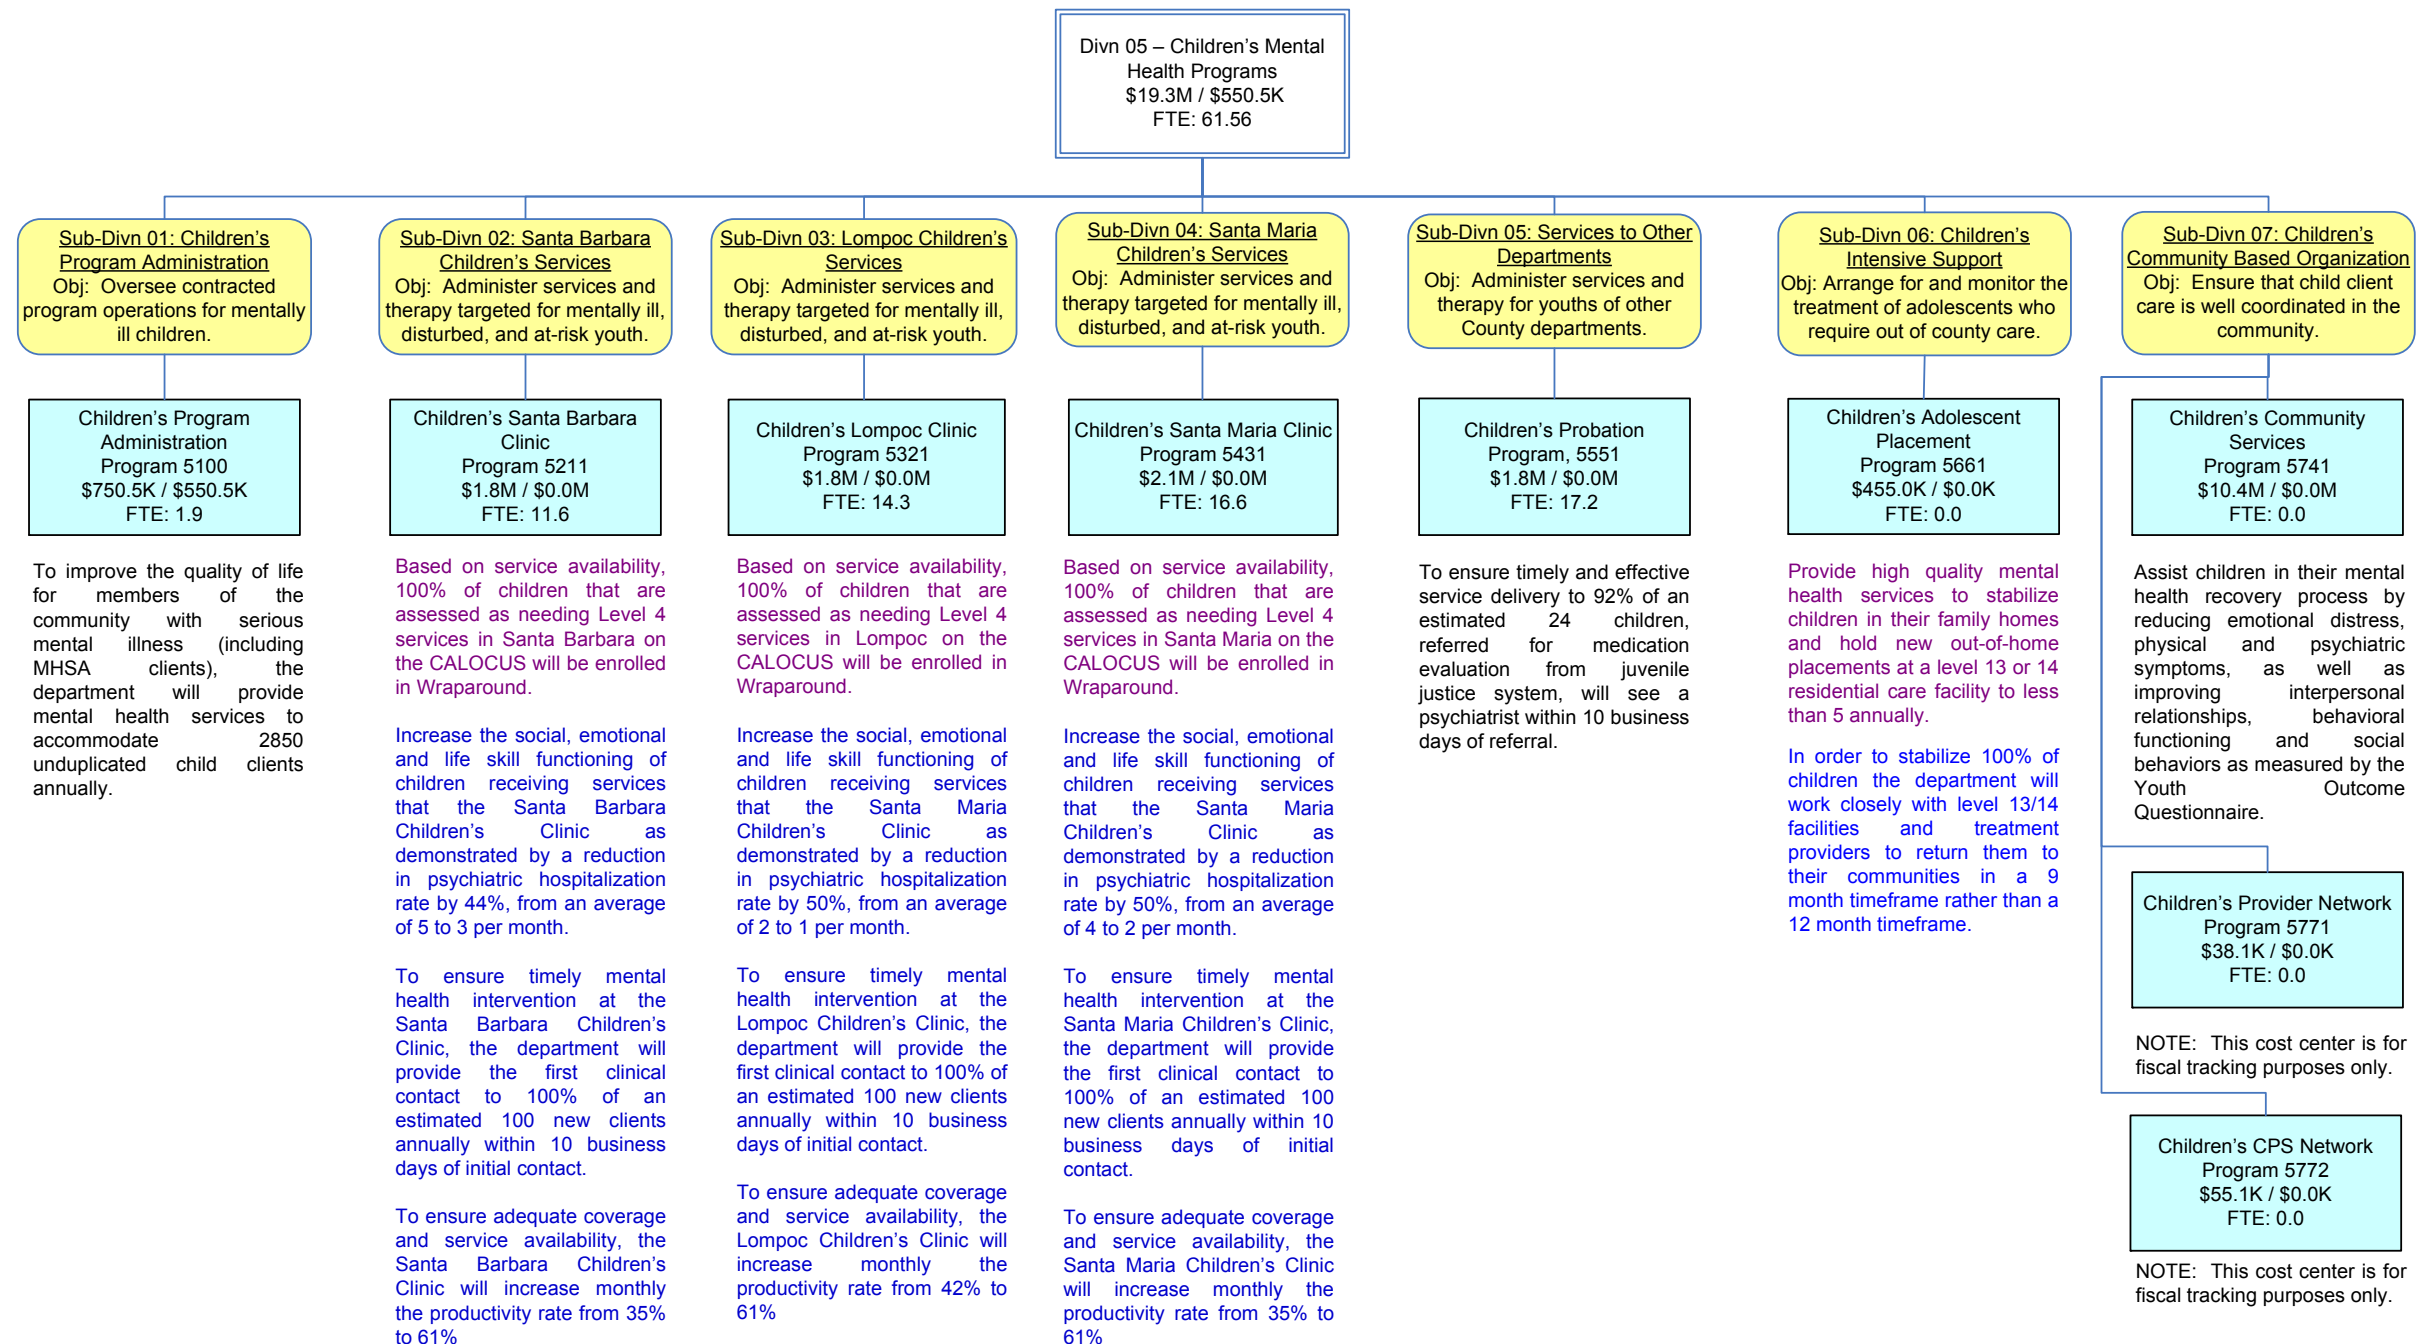 Divn 05 – Children's Mental
Health Programs
$19.3M / $550.5K
FTE: 61.56
Sub-Divn 01: Children's
Program Administration
Obj:  Oversee contracted
program operations for mentally
ill children.
Children's Program
Administration
Program 5100
$750.5K / $550.5K
FTE: 1.9
To improve the quality of life
for members of the
community with serious
mental illness (including
MHSA clients), the
department will provide
mental health services to
accommodate 2850
unduplicated child clients
annually.
Sub-Divn 02: Santa Barbara
Children's Services
Obj:  Administer services and
therapy targeted for mentally ill,
disturbed, and at-risk youth.
Children's Santa Barbara
Clinic
Program 5211
$1.8M / $0.0M
FTE: 11.6
Based on service availability,
100% of children that are
assessed as needing Level 4
services in Santa Barbara on
the CALOCUS will be enrolled
in Wraparound.
Increase the social, emotional
and life skill functioning of
children receiving services
that the Santa Barbara
Children's Clinic as
demonstrated by a reduction
in psychiatric hospitalization
rate by 44%, from an average
of 5 to 3 per month.
To ensure timely mental
health intervention at the
Santa Barbara Children's
Clinic, the department will
provide the first clinical
contact to 100% of an
estimated 100 new clients
annually within 10 business
days of initial contact.
To ensure adequate coverage
and service availability, the
Santa Barbara Children's
Clinic will increase monthly
the productivity rate from 35%
to 61%
Sub-Divn 03: Lompoc Children's
Services
Obj:  Administer services and
therapy targeted for mentally ill,
disturbed, and at-risk youth.
Children's Lompoc Clinic
Program 5321
$1.8M / $0.0M
FTE: 14.3
Based on service availability,
100% of children that are
assessed as needing Level 4
services in Lompoc on the
CALOCUS will be enrolled in
Wraparound.
Increase the social, emotional
and life skill functioning of
children receiving services
that the Santa Maria
Children's Clinic as
demonstrated by a reduction
in psychiatric hospitalization
rate by 50%, from an average
of 2 to 1 per month.
To ensure timely mental
health intervention at the
Lompoc Children's Clinic, the
department will provide the
first clinical contact to 100% of
an estimated 100 new clients
annually within 10 business
days of initial contact.
To ensure adequate coverage
and service availability, the
Lompoc Children's Clinic will
increase monthly the
productivity rate from 42% to
61%
Sub-Divn 04: Santa Maria
Children's Services
Obj:  Administer services and
therapy targeted for mentally ill,
disturbed, and at-risk youth.
Children's Santa Maria Clinic
Program 5431
$2.1M / $0.0M
FTE: 16.6
Based on service availability,
100% of children that are
assessed as needing Level 4
services in Santa Maria on the
CALOCUS will be enrolled in
Wraparound.
Increase the social, emotional
and life skill functioning of
children receiving services
that the Santa Maria
Children's Clinic as
demonstrated by a reduction
in psychiatric hospitalization
rate by 50%, from an average
of 4 to 2 per month.
To ensure timely mental
health intervention at the
Santa Maria Children's Clinic,
the department will provide
the first clinical contact to
100% of an estimated 100
new clients annually within 10
business days of initial
contact.
To ensure adequate coverage
and service availability, the
Santa Maria Children's Clinic
will increase monthly the
productivity rate from 35% to
61%
Sub-Divn 05: Services to Other
Departments
Obj:  Administer services and
therapy for youths of other
County departments.
Children's Probation
Program, 5551
$1.8M / $0.0M
FTE: 17.2
To ensure timely and effective
service delivery to 92% of an
estimated 24 children,
referred for medication
evaluation from juvenile
justice system, will see a
psychiatrist within 10 business
days of referral.
Sub-Divn 06: Children's
Intensive Support
Obj: Arrange for and monitor the
treatment of adolescents who
require out of county care.
Children's Adolescent
Placement
Program 5661
$455.0K / $0.0K
FTE: 0.0
Provide high quality mental
health services to stabilize
children in their family homes
and hold new out-of-home
placements at a level 13 or 14
residential care facility to less
than 5 annually.
In order to stabilize 100% of
children the department will
work closely with level 13/14
facilities and treatment
providers to return them to
their communities in a 9
month timeframe rather than a
12 month timeframe.
Sub-Divn 07: Children's
Community Based Organization
Obj:  Ensure that child client
care is well coordinated in the
community.
Children's Community
Services
Program 5741
$10.4M / $0.0M
FTE: 0.0
Assist children in their mental
health recovery process by
reducing emotional distress,
physical and psychiatric
symptoms, as well as
improving interpersonal
relationships, behavioral
functioning and social
behaviors as measured by the
Youth Outcome
Questionnaire.
Children's Provider Network
Program 5771
$38.1K / $0.0K
FTE: 0.0
NOTE:  This cost center is for
fiscal tracking purposes only.
Children's CPS Network
Program 5772
$55.1K / $0.0K
FTE: 0.0
NOTE:  This cost center is for
fiscal tracking purposes only.